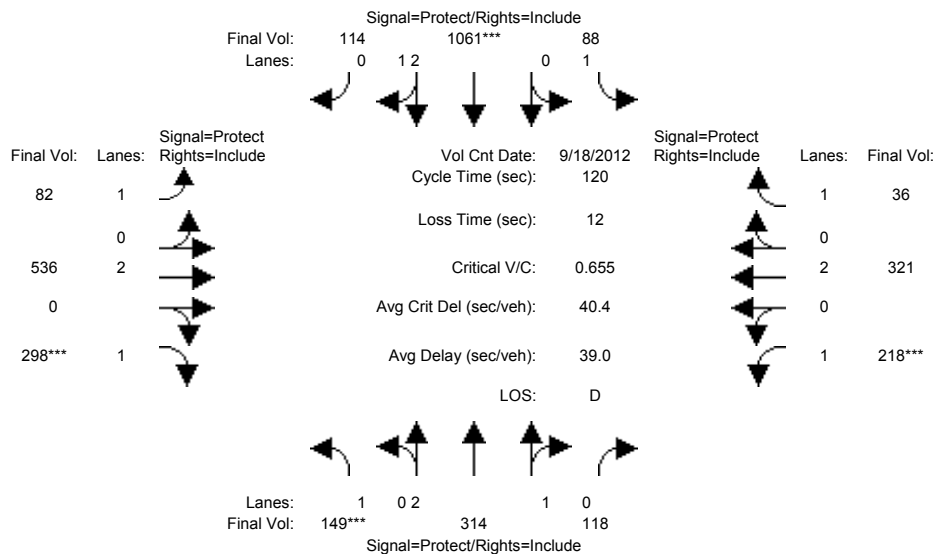 Signal=Protect/Rights=Include
Final Vol: 114 1061*** 88
Lanes: 0 1 2 0 1
Signal=Protect
Final Vol: Lanes: Rights=Include
Vol Cnt Date: 9/18/2012
Signal=Protect
Rights=Include Lanes: Final Vol:
Cycle Time (sec): 120
82 1
1 36
Loss Time (sec): 12
0
0
536 2
Critical V/C: 0.655
2 321
0
Avg Crit Del (sec/veh): 40.4
0
298*** 1
Avg Delay (sec/veh): 39.0
1 218***
LOS: D
Lanes: 1 0 2 1 0
Final Vol: 149*** 314 118
Signal=Protect/Rights=Include